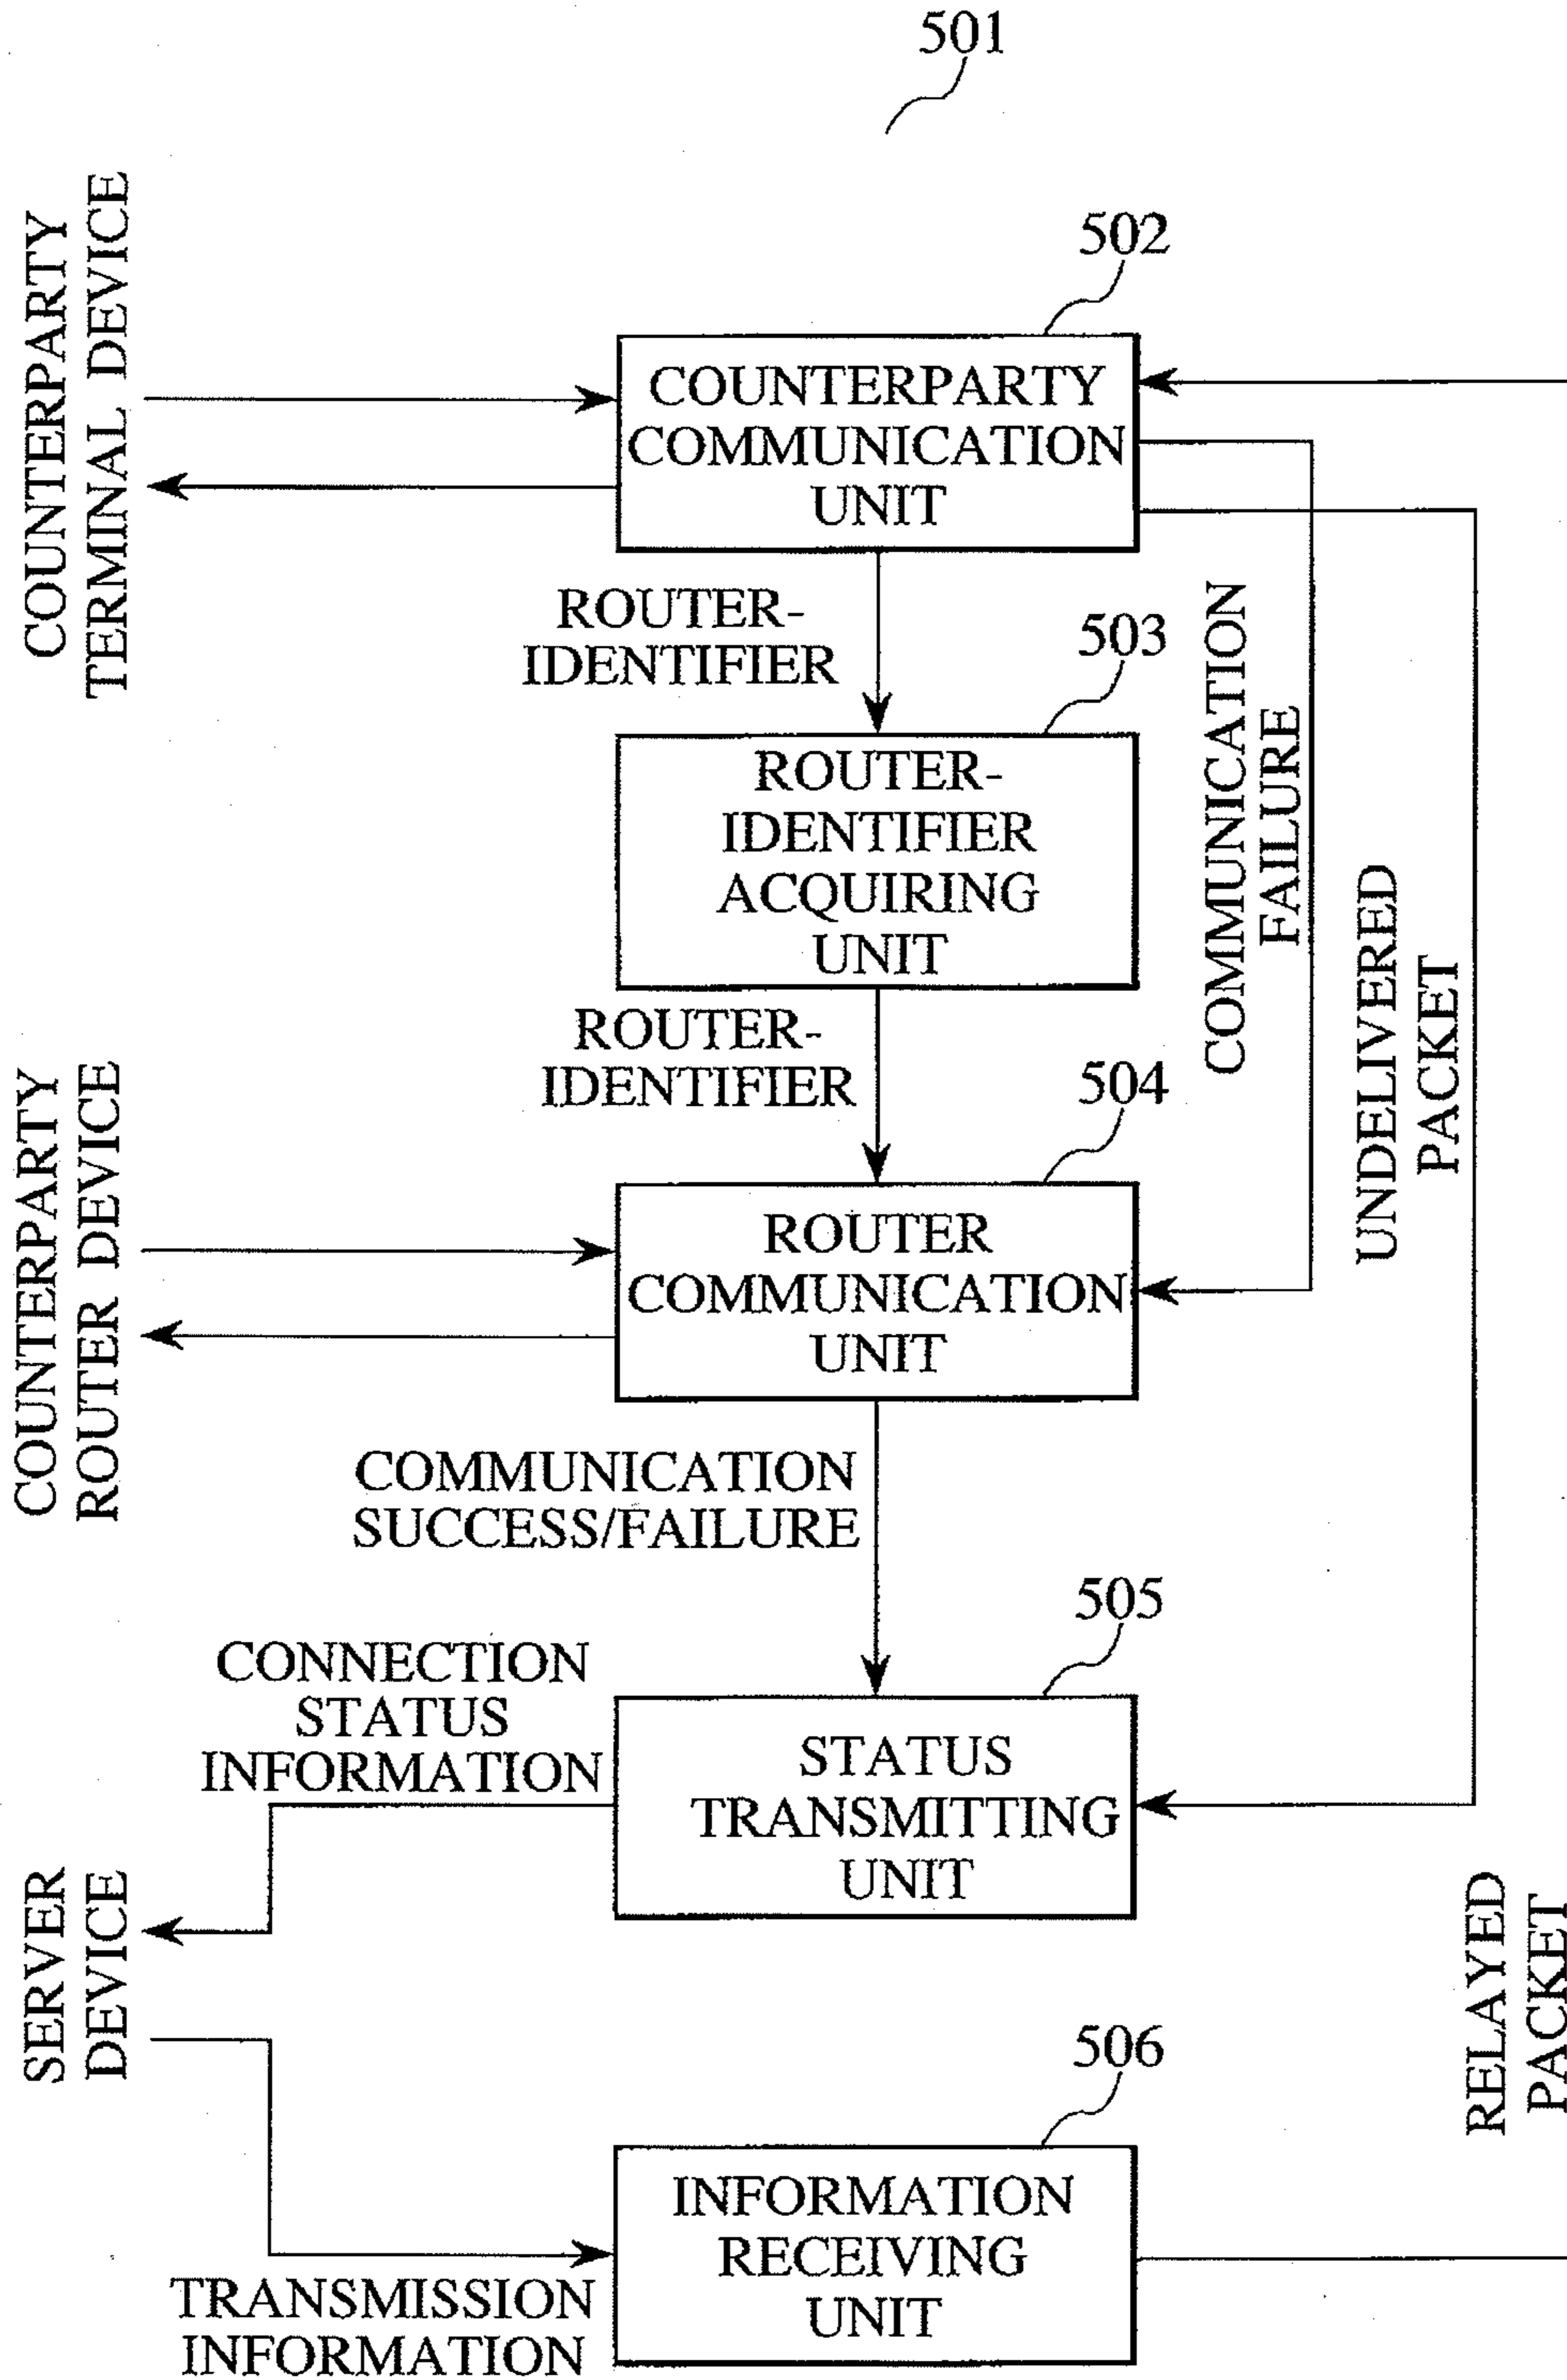 501
COUNTERPARTY
TERMINAL DEVICE
502
COUNTERPARTY
COMMUNICATION
UNIT
ROUTER-
IDENTIFIER
503
ROUTER-
IDENTIFIER
ACQUIRING
UNIT
COMMUNICATION
FAILURE
UNDELIVERED
PACKET
ROUTER-
IDENTIFIER
504
COUNTERPARTY
ROUTER DEVICE
ROUTER
COMMUNICATION
UNIT
COMMUNICATION
SUCCESS/FAILURE
505
CONNECTION
STATUS
INFORMATION
STATUS
TRANSMITTING
UNIT
SERVER
DEVICE
RELAYED
PACKET
506
INFORMATION
RECEIVING
UNIT
TRANSMISSION
INFORMATION